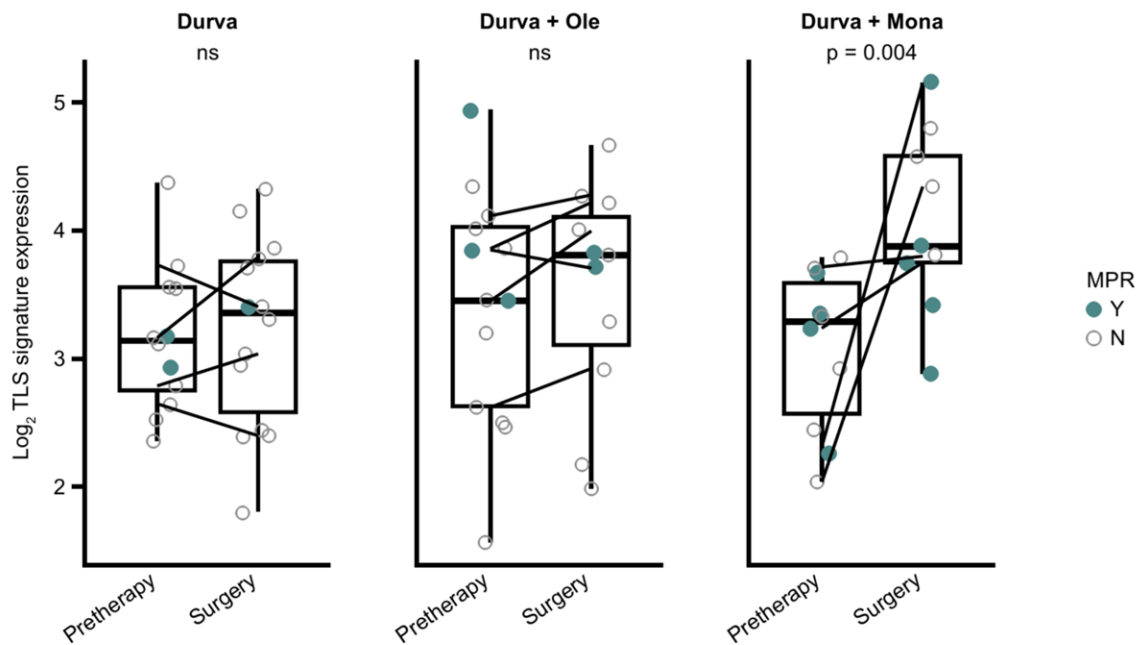 Durva
ns
Durva + Ole
ns
Durva + Mona
p = 0.004
Log2 TLS signature expression
5
4
3
2
Pretherapy
Surgery
Pretherapy
Surgery
Pretherapy
Surgery
MPR
Y
N